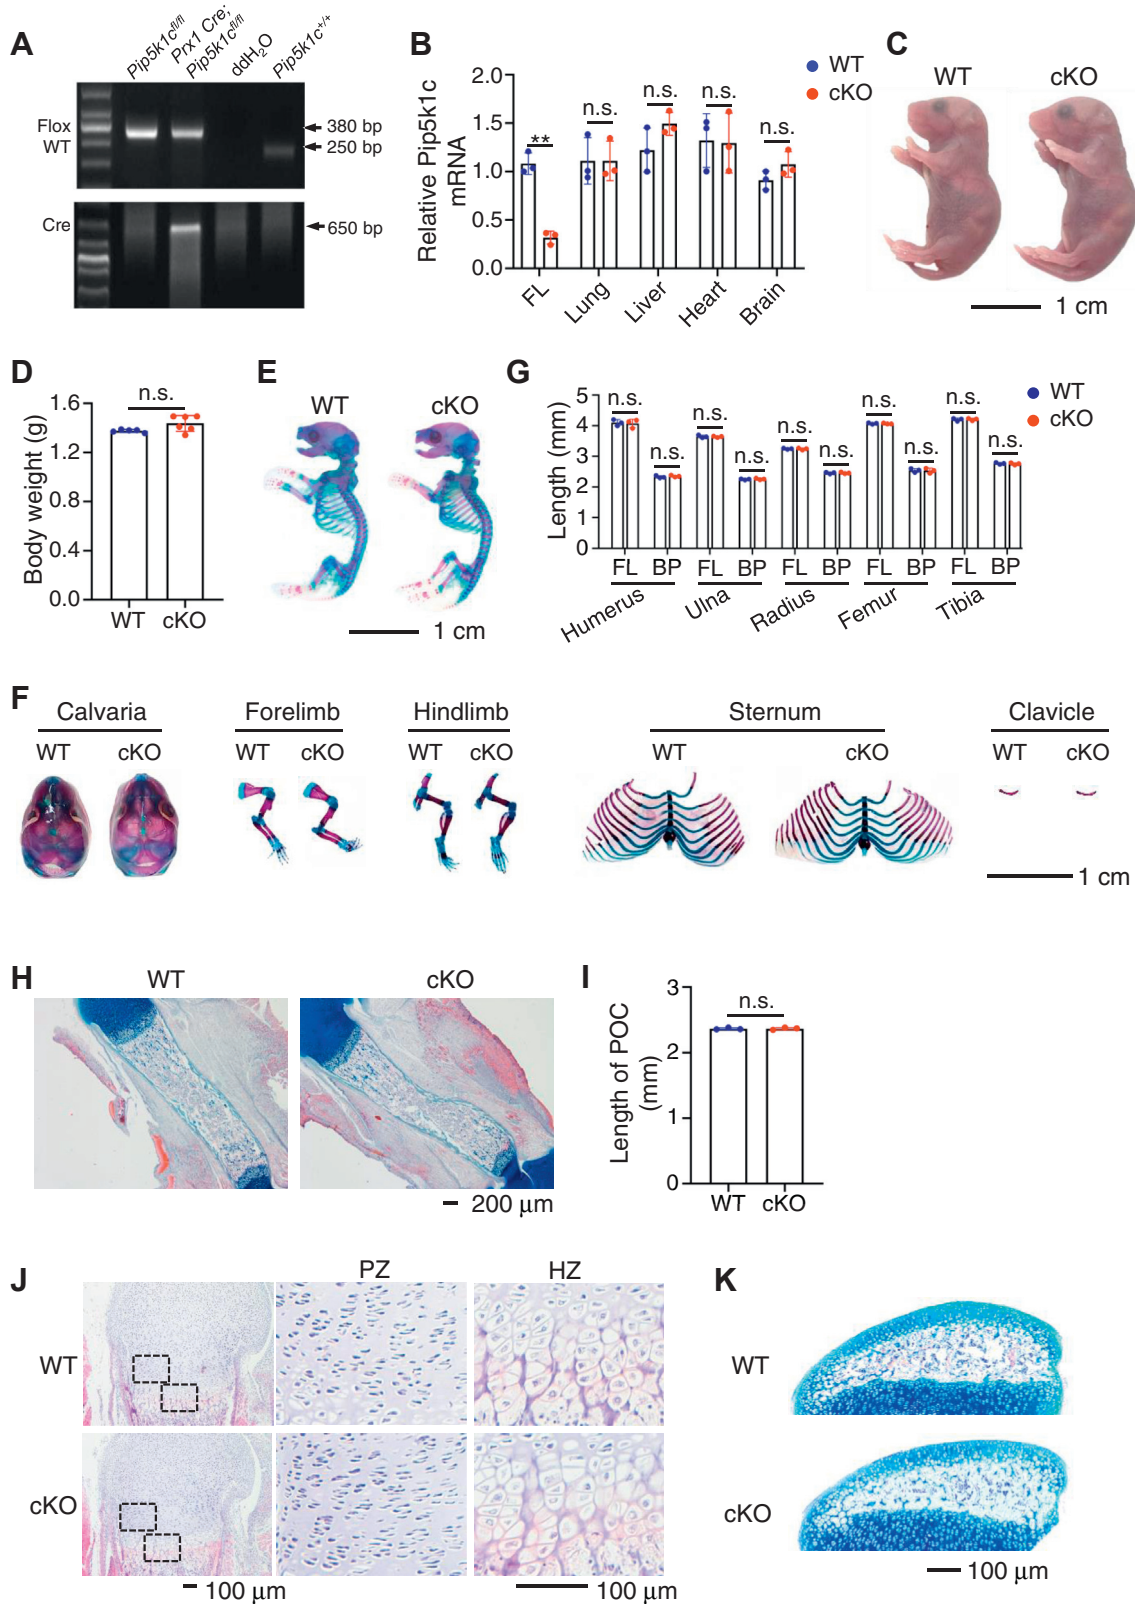 A
Pip5k1c^fl/fl
Prx1 Cre;
Pip5k1c^fl/fl
ddH₂O
Pip5k1c^+/+
Flox
WT
380 bp
250 bp
Cre
650 bp
B
WT
cKO
Relative Pip5k1c
mRNA
2.0
1.5
1.0
0.5
0.0
**
n.s.
n.s.
n.s.
n.s.
FL
Lung
Liver
Heart
Brain
C
WT
cKO
1 cm
D
Body weight (g)
1.6
1.2
0.8
0.4
0.0
n.s.
WT
cKO
E
WT
cKO
1 cm
G
WT
cKO
Length (mm)
5
4
3
2
1
0
n.s.
n.s.
n.s.
n.s.
n.s.
n.s.
n.s.
n.s.
n.s.
n.s.
FL BP FL BP FL BP FL BP FL BP
Humerus
Ulna
Radius
Femur
Tibia
F
Calvaria
WT cKO
Forelimb
WT cKO
Hindlimb
WT cKO
Sternum
WT cKO
Clavicle
WT cKO
1 cm
H
WT
cKO
200 μm
I
Length of POC
(mm)
3
2
1
0
n.s.
WT
cKO
J
PZ
HZ
WT
cKO
100 μm
100 μm
K
WT
cKO
100 μm